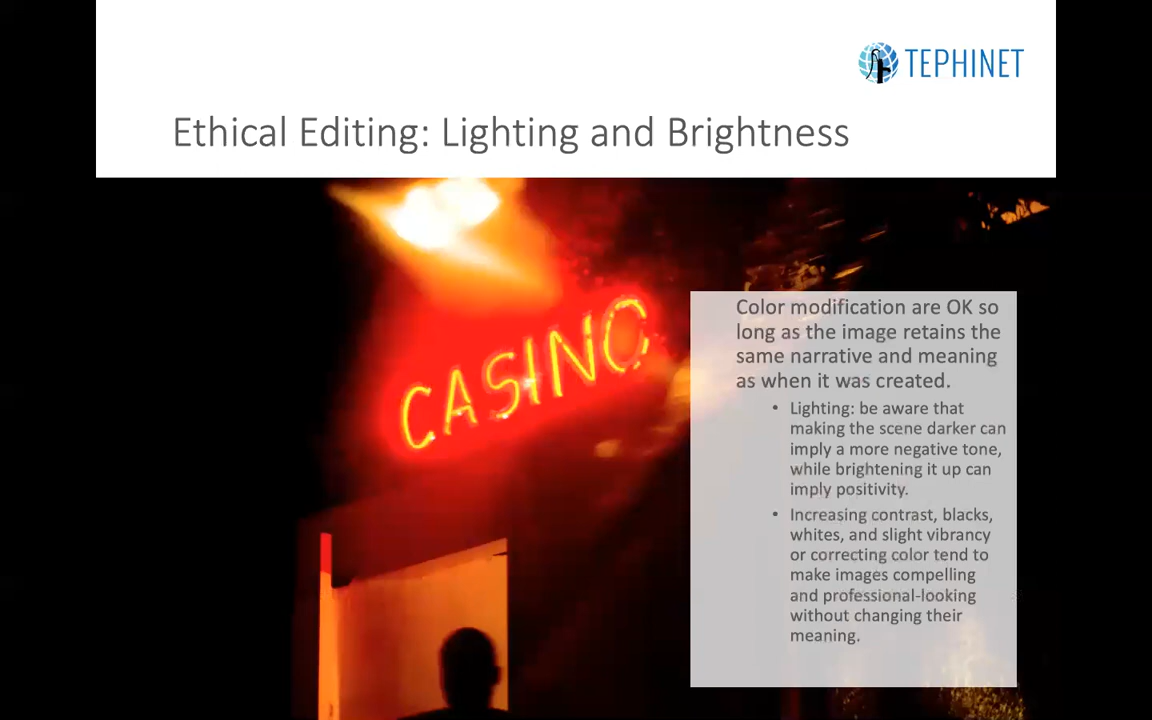 TEPHINET
Ethical Editing: Lighting and Brightness
CASINO
Color modification are OK so
long as the image retains the
same narrative and meaning
as when it was created.
• Lighting: be aware that
making the scene darker can
imply a more negative tone,
while brightening it up can
imply positivity.
• Increasing contrast, blacks,
whites, and slight vibrancy
or correcting color tend to
make images compelling
and professional-looking
without changing their
meaning.